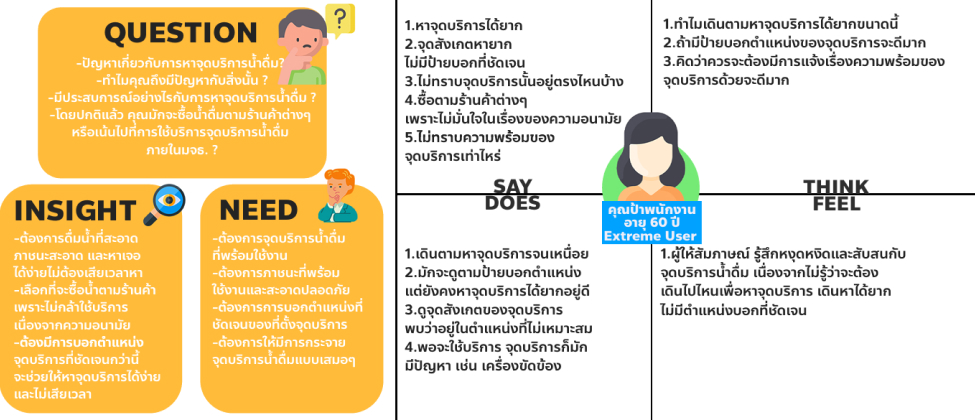 QUESTION
-ปัญหาเกี่ยวกับการหาจุดบริการน้ำดื่ม?
-ทำไมคุณถึงมีปัญหากับสิ่งนั้น ?
-มีประสบการณ์อย่างไรกับการหาจุดบริการน้ำดื่ม ?
-โดยปกติแล้ว คุณมักจะซื้อน้ำดื่มตามร้านค้าต่างๆ
หรือเน้นไปที่การใช้บริการจุดบริการน้ำดื่ม
ภายในมจธ. ?
INSIGHT
-ต้องการดื่มน้ำที่สะอาด
ภาชนะสะอาด และหาเจอ
ได้ง่ายไม่ต้องเสียเวลาหา
-เลือกที่จะซื้อน้ำตามร้านค้า
เพราะไม่กล้าใช้บริการ
เนื่องจากความอนามัย
-ต้องมีการบอกตำแหน่ง
จุดบริการที่ชัดเจนกว่านี้
จะช่วยให้หาจุดบริการได้ง่าย
และไม่เสียเวลา
NEED
-ต้องการจุดบริการน้ำดื่ม
ที่พร้อมใช้งาน
-ต้องการภาชนะที่พร้อม
ใช้งานและสะอาดปลอดภัย
-ต้องการการบอกตำแหน่งที่
ชัดเจนของที่ตั้งจุดบริการ
-ต้องการให้มีการกระจาย
จุดบริการน้ำดื่มแบบเสมอๆ
1.หาจุดบริการได้ยาก
2.จุดสังเกตหายาก
ไม่มีป้ายบอกที่ชัดเจน
3.ไม่ทราบจุดบริการนั้นอยู่ตรงไหนบ้าง
4.ซื้อตามร้านค้าต่างๆ
เพราะไม่มั่นใจในเรื่องของความอนามัย
5.ไม่ทราบความพร้อมของ
จุดบริการเท่าไหร่
1.ทำไมเดินตามหาจุดบริการได้ยากขนาดนี้
2.ถ้ามีป้ายบอกตำแหน่งของจุดบริการจะดีมาก
3.คิดว่าควรจะต้องมีการแจ้งเรื่องความพร้อมของ
จุดบริการด้วยจะดีมาก
SAY
DOES
THINK
FEEL
คุณป้าพนักงาน
อายุ 60 ปี
Extreme User
1.เดินตามหาจุดบริการจนเหนื่อย
2.มักจะดูตามป้ายบอกตำแหน่ง
แต่ยังคงหาจุดบริการได้ยากอยู่ดี
3.ดูจุดสังเกตของจุดบริการ
พบว่าอยู่ในตำแหน่งที่ไม่เหมาะสม
4.พอจะใช้บริการ จุดบริการก็มัก
มีปัญหา เช่น เครื่องขัดข้อง
1.ผู้ให้สัมภาษณ์ รู้สึกหงุดหงิดและสับสนกับ
จุดบริการน้ำดื่ม เนื่องจากไม่รู้ว่าจะต้อง
เดินไปไหนเพื่อหาจุดบริการ เดินหาได้ยาก
ไม่มีตำแหน่งบอกที่ชัดเจน